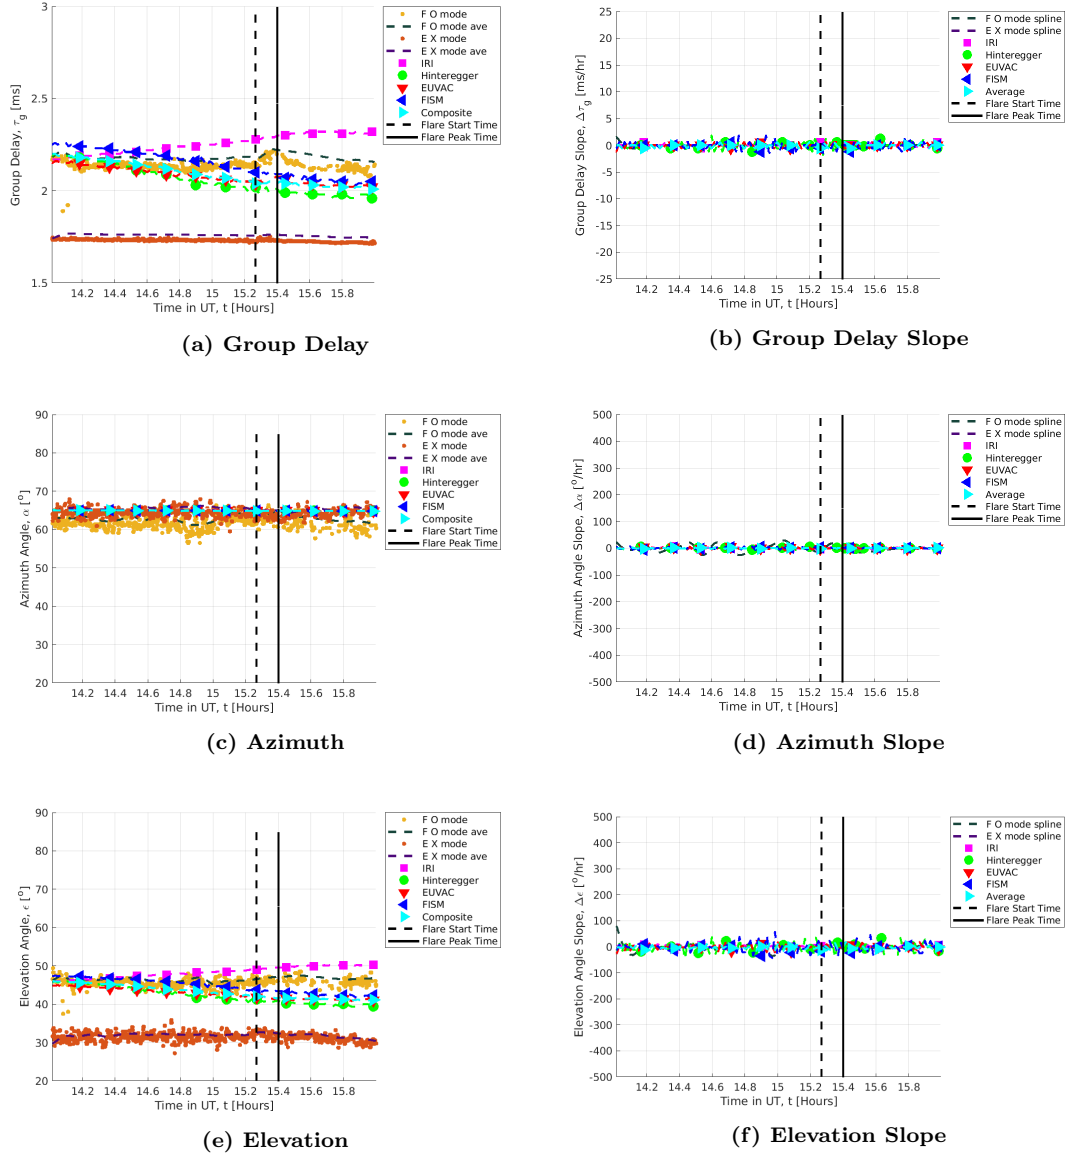 3
2.5
2
1.5
Group Delay, τg [ms]
14.2 14.4 14.6 14.8 15 15.2 15.4 15.6 15.8
Time in UT, t [Hours]
F O mode
F O mode ave
E X mode
E X mode ave
IRI
Hinteregger
EUVAC
FISM
Composite
Flare Start Time
Flare Peak Time
(a) Group Delay
25
20
15
10
5
0
-5
-10
-15
-20
-25
Group Delay Slope, Δτg [ms/hr]
14.2 14.4 14.6 14.8 15 15.2 15.4 15.6 15.8
Time in UT, t [Hours]
F O mode spline
E X mode spline
IRI
Hinteregger
EUVAC
FISM
Average
Flare Start Time
Flare Peak Time
(b) Group Delay Slope
90
80
70
60
50
40
30
20
Azimuth Angle, α [°]
14.2 14.4 14.6 14.8 15 15.2 15.4 15.6 15.8
Time in UT, t [Hours]
F O mode
F O mode ave
E X mode
E X mode ave
IRI
Hinteregger
EUVAC
FISM
Composite
Flare Start Time
Flare Peak Time
(c) Azimuth
500
400
300
200
100
0
-100
-200
-300
-400
-500
Azimuth Angle Slope, Δα [°/hr]
14.2 14.4 14.6 14.8 15 15.2 15.4 15.6 15.8
Time in UT, t [Hours]
F O mode spline
E X mode spline
IRI
Hinteregger
EUVAC
FISM
Average
Flare Start Time
Flare Peak Time
(d) Azimuth Slope
90
80
70
60
50
40
30
20
Elevation Angle, ϵ [°]
14.2 14.4 14.6 14.8 15 15.2 15.4 15.6 15.8
Time in UT, t [Hours]
F O mode
F O mode ave
E X mode
E X mode ave
IRI
Hinteregger
EUVAC
FISM
Composite
Flare Start Time
Flare Peak Time
(e) Elevation
500
400
300
200
100
0
-100
-200
-300
-400
-500
Elevation Angle Slope, Δϵ [°/hr]
14.2 14.4 14.6 14.8 15 15.2 15.4 15.6 15.8
Time in UT, t [Hours]
F O mode spline
E X mode spline
IRI
Hinteregger
EUVAC
FISM
Average
Flare Start Time
Flare Peak Time
(f) Elevation Slope